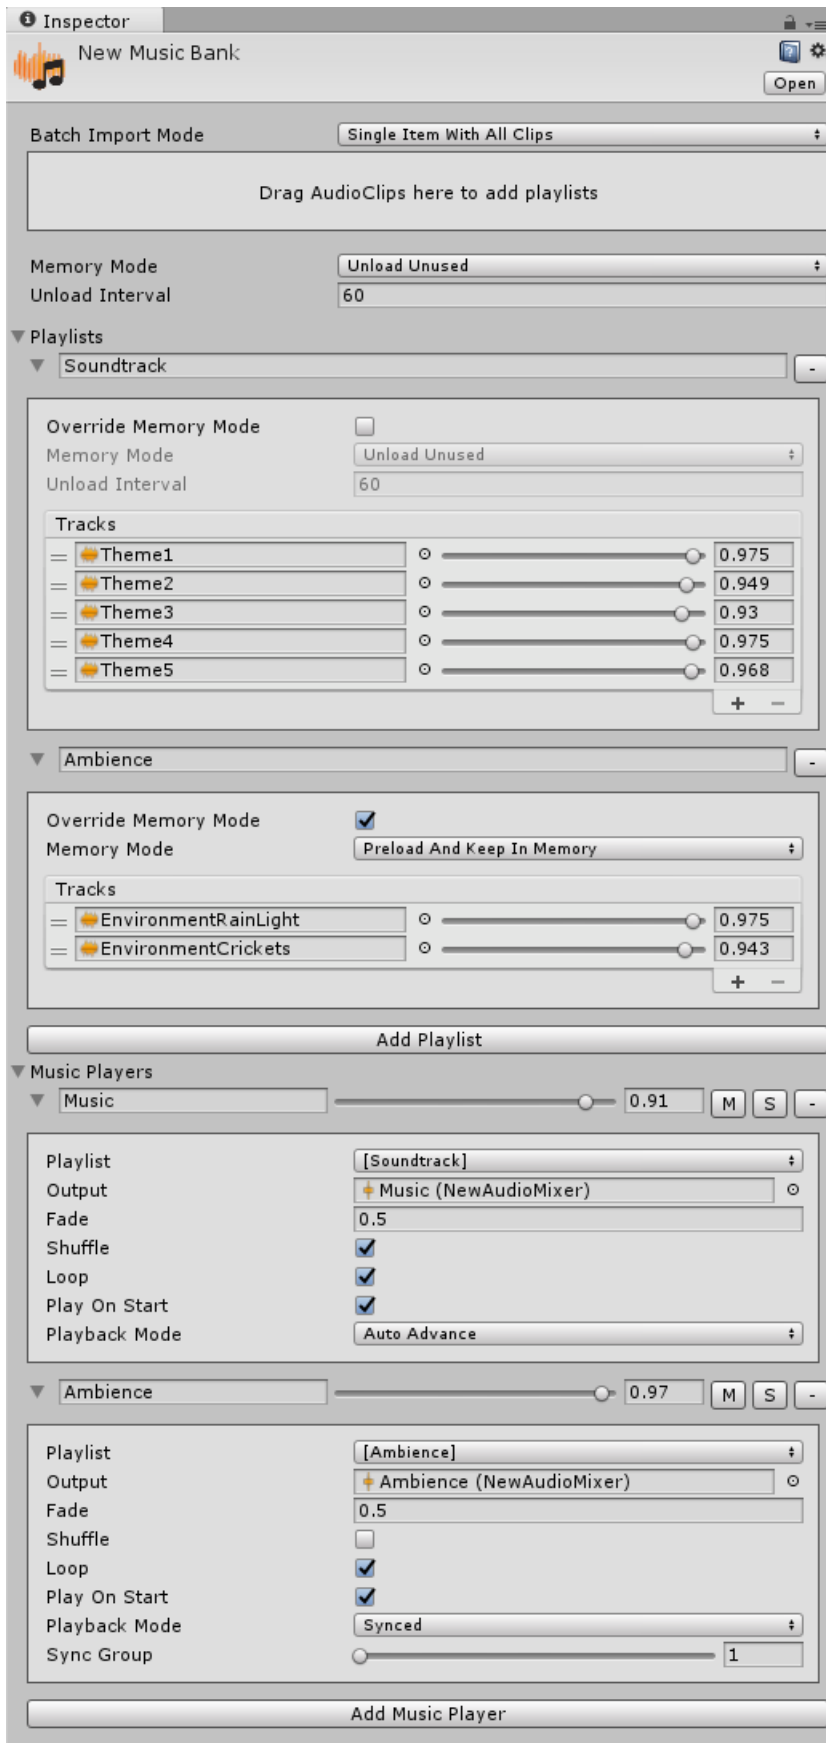 Inspector
New Music Bank
Open
Batch Import Mode Single Item With All Clips
Drag AudioClips here to add playlists
Memory Mode Unload Unused
Unload Interval 60
Playlists
Soundtrack -
Override Memory Mode
Memory Mode Unload Unused
Unload Interval 60
Tracks
Theme1 0.975
Theme2 0.949
Theme3 0.93
Theme4 0.975
Theme5 0.968
+ -
Ambience -
Override Memory Mode
Memory Mode Preload And Keep In Memory
Tracks
EnvironmentRainLight 0.975
EnvironmentCrickets 0.943
+ -
Add Playlist
Music Players
Music 0.91 M S -
Playlist [Soundtrack]
Output Music (NewAudioMixer)
Fade 0.5
Shuffle
Loop
Play On Start
Playback Mode Auto Advance
Ambience 0.97 M S -
Playlist [Ambience]
Output Ambience (NewAudioMixer)
Fade 0.5
Shuffle
Loop
Play On Start
Playback Mode Synced
Sync Group 1
Add Music Player